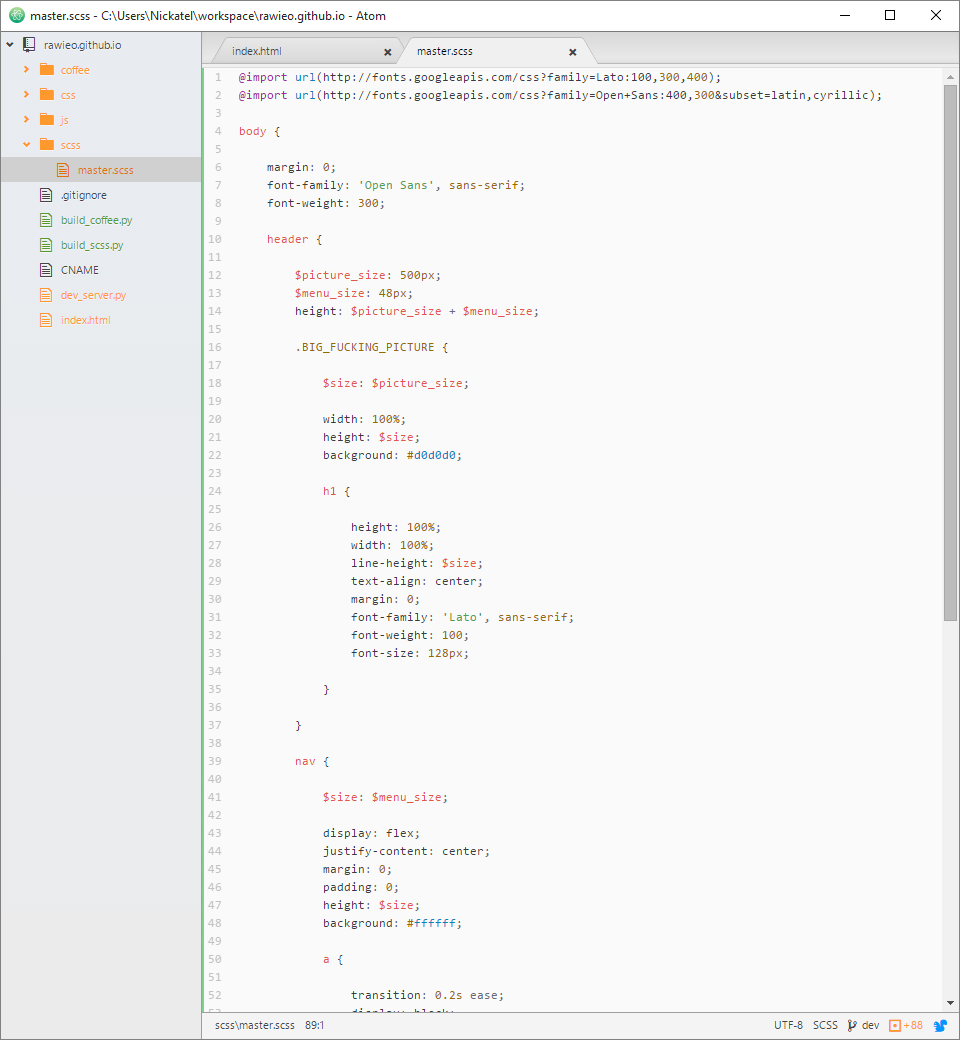 master.scss - C:\Users\Nickatel\workspace\rawieo.github.io - Atom
rawieo.github.io
coffee
css
js
scss
master.scss
.gitignore
build_coffee.py
build_scss.py
CNAME
dev_server.py
index.html
index.html
master.scss
1 @import url(http://fonts.googleapis.com/css?family=Lato:100,300,400);
2 @import url(http://fonts.googleapis.com/css?family=Open+Sans:400,300&subset=latin,cyrillic);
3
4 body {
5
6 margin: 0;
7 font-family: 'Open Sans', sans-serif;
8 font-weight: 300;
9
10 header {
11
12 $picture_size: 500px;
13 $menu_size: 48px;
14 height: $picture_size + $menu_size;
15
16 .BIG_FUCKING_PICTURE {
17
18 $size: $picture_size;
19
20 width: 100%;
21 height: $size;
22 background: #d0d0d0;
23
24 h1 {
25
26 height: 100%;
27 width: 100%;
28 line-height: $size;
29 text-align: center;
30 margin: 0;
31 font-family: 'Lato', sans-serif;
32 font-weight: 100;
33 font-size: 128px;
34
35 }
36
37 }
38
39 nav {
40
41 $size: $menu_size;
42
43 display: flex;
44 justify-content: center;
45 margin: 0;
46 padding: 0;
47 height: $size;
48 background: #ffffff;
49
50 a {
51
52 transition: 0.2s ease;
53 display: block;
scss\master.scss 89:1 UTF-8 SCSS dev +88